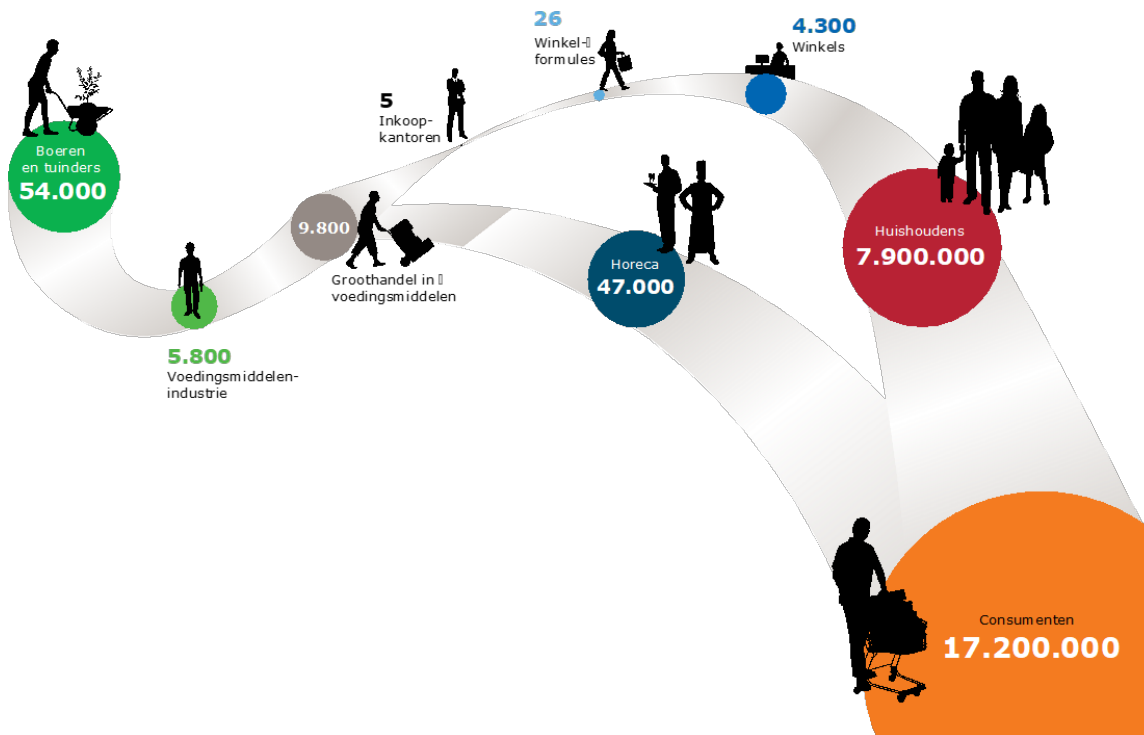 Boeren
en tuinders
54.000
5.800
Voedingsmiddelen-
industrie
9.800
Groothandel in
voedingsmiddelen
5
Inkoop-
kantoren
26
Winkel-
formules
4.300
Winkels
Horeca
47.000
Huishoudens
7.900.000
Consumenten
17.200.000